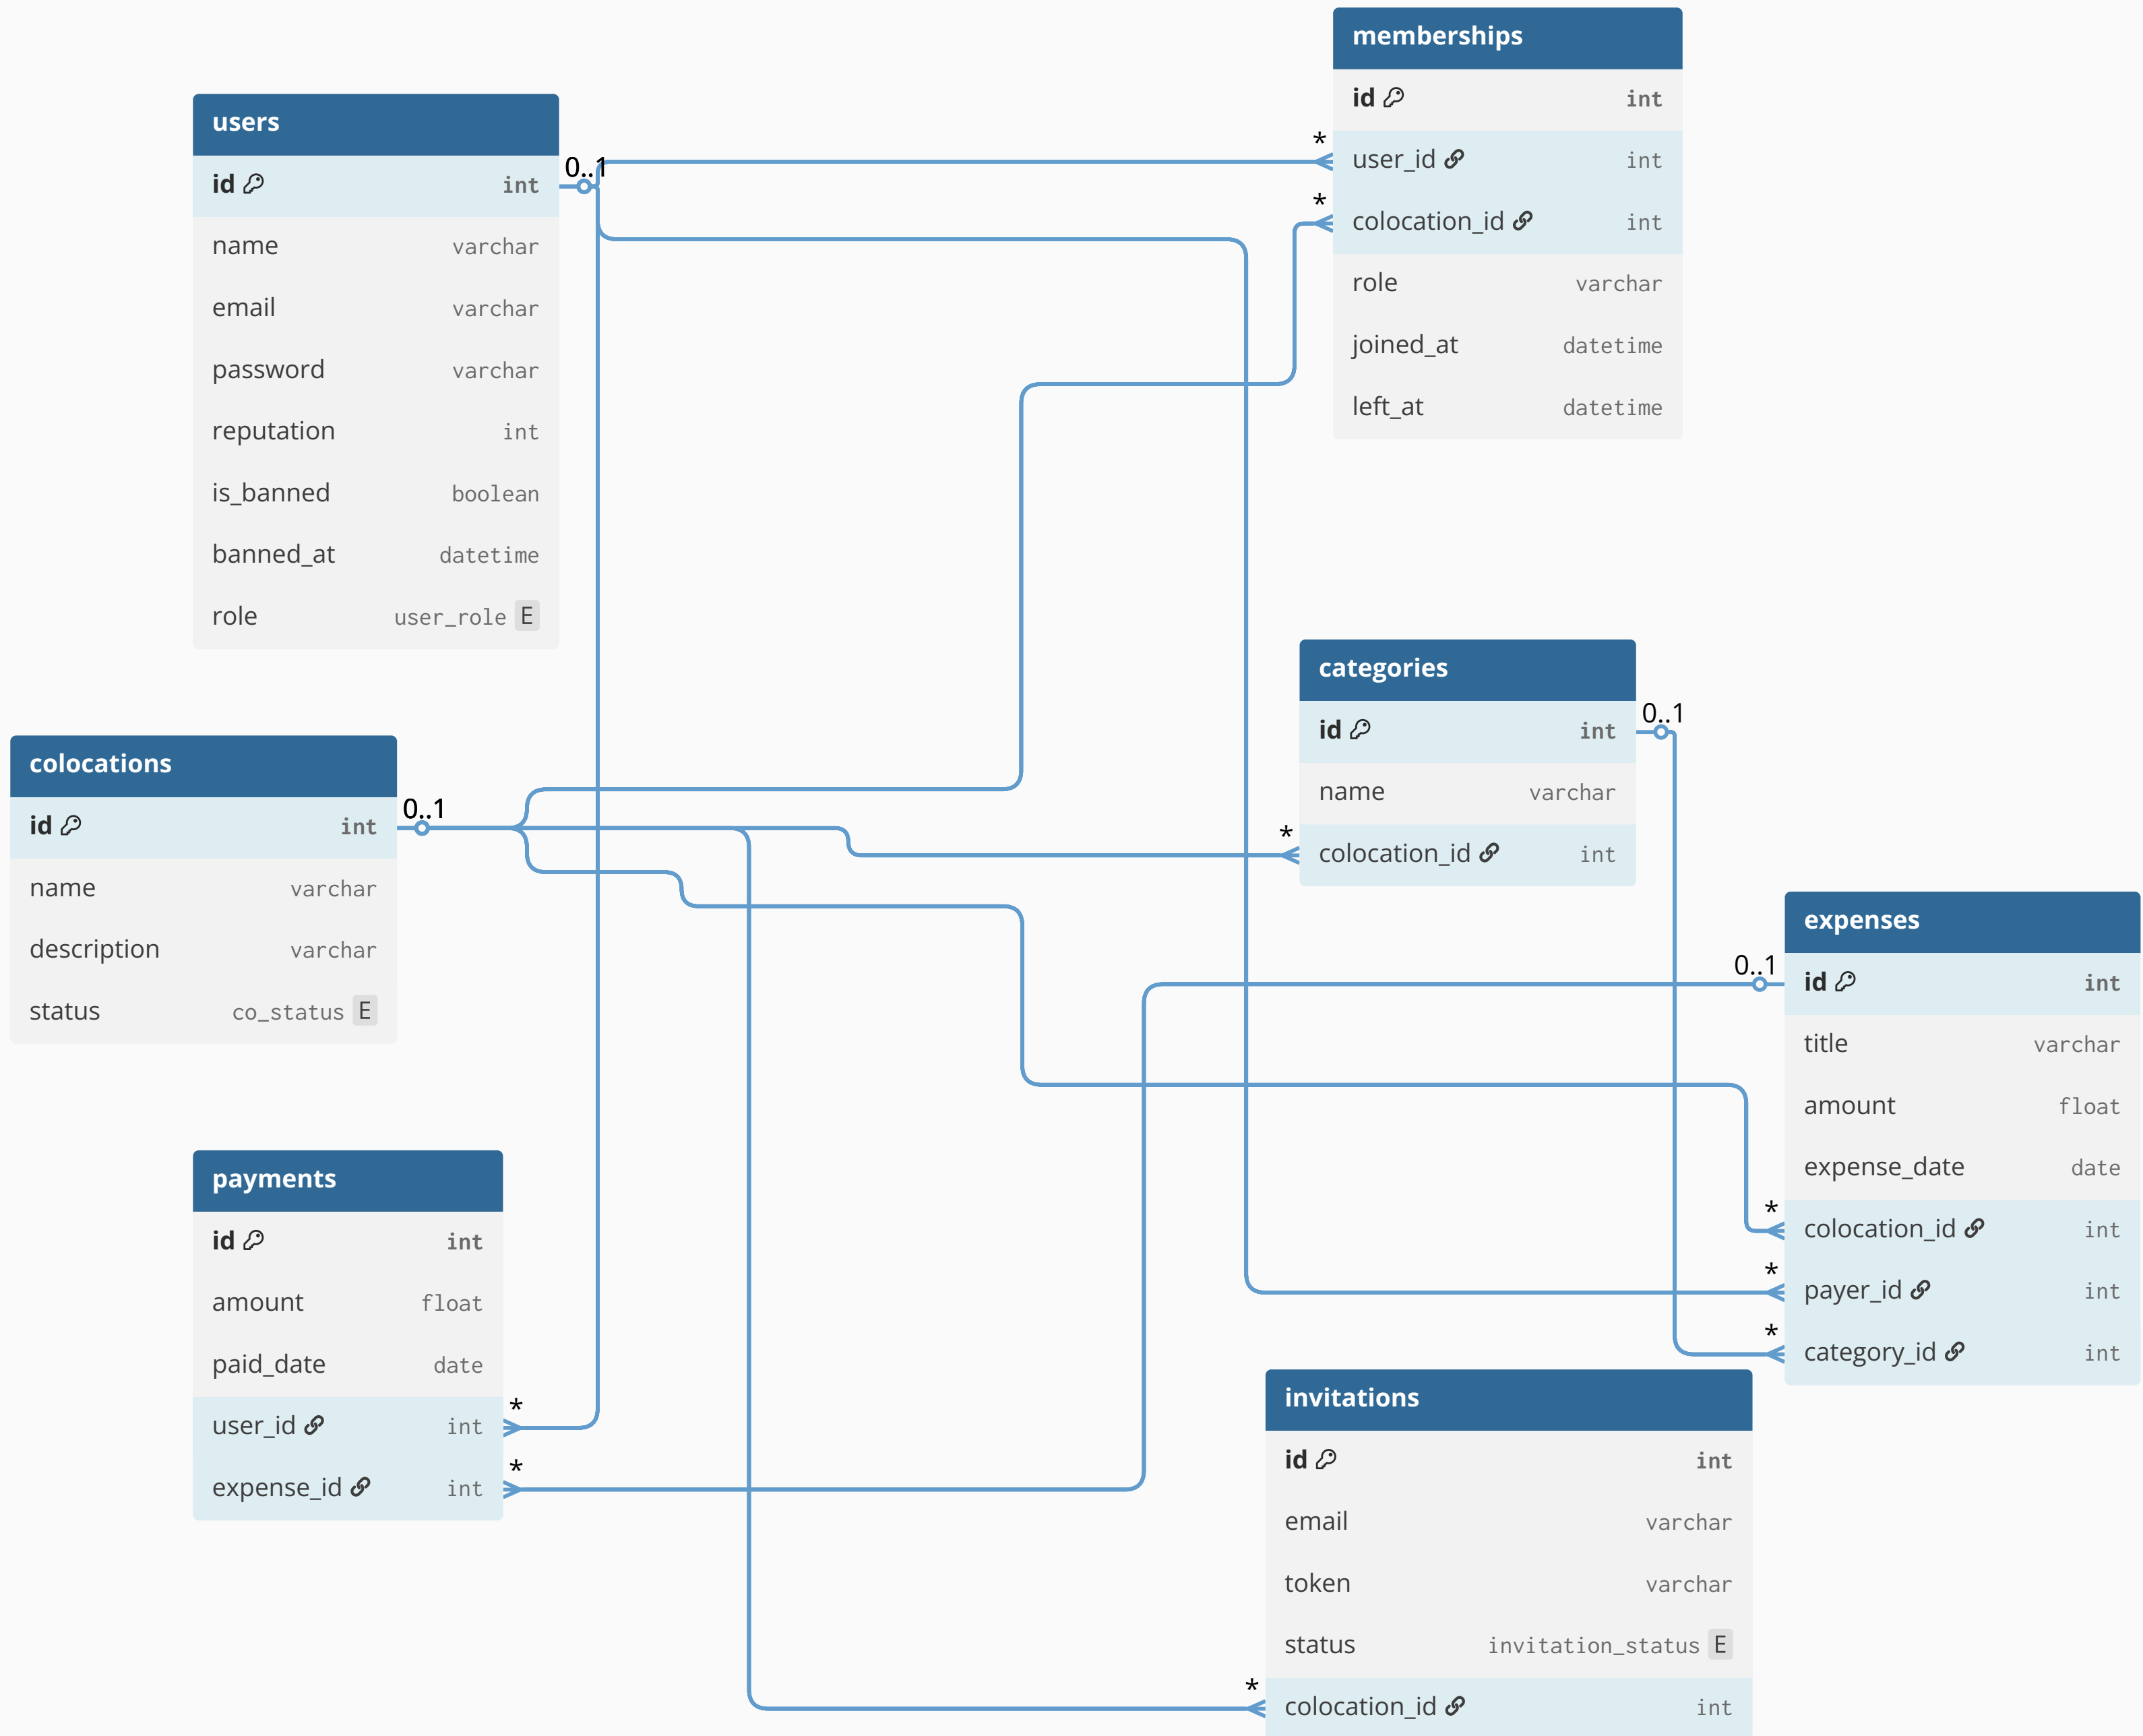 memberships
id int
user_id int
colocation_id int
role varchar
joined_at datetime
left_at datetime
users
id int
name varchar
email varchar
password varchar
reputation int
is_banned boolean
banned_at datetime
role user_role E
0..1
*
*
categories
id int
name varchar
colocation_id int
0..1
*
colocations
id int
name varchar
description varchar
status co_status E
0..1
expenses
id int
title varchar
amount float
expense_date date
colocation_id int
payer_id int
category_id int
0..1
*
*
*
payments
id int
amount float
paid_date date
user_id int
expense_id int
*
*
invitations
id int
email varchar
token varchar
status invitation_status E
colocation_id int
*